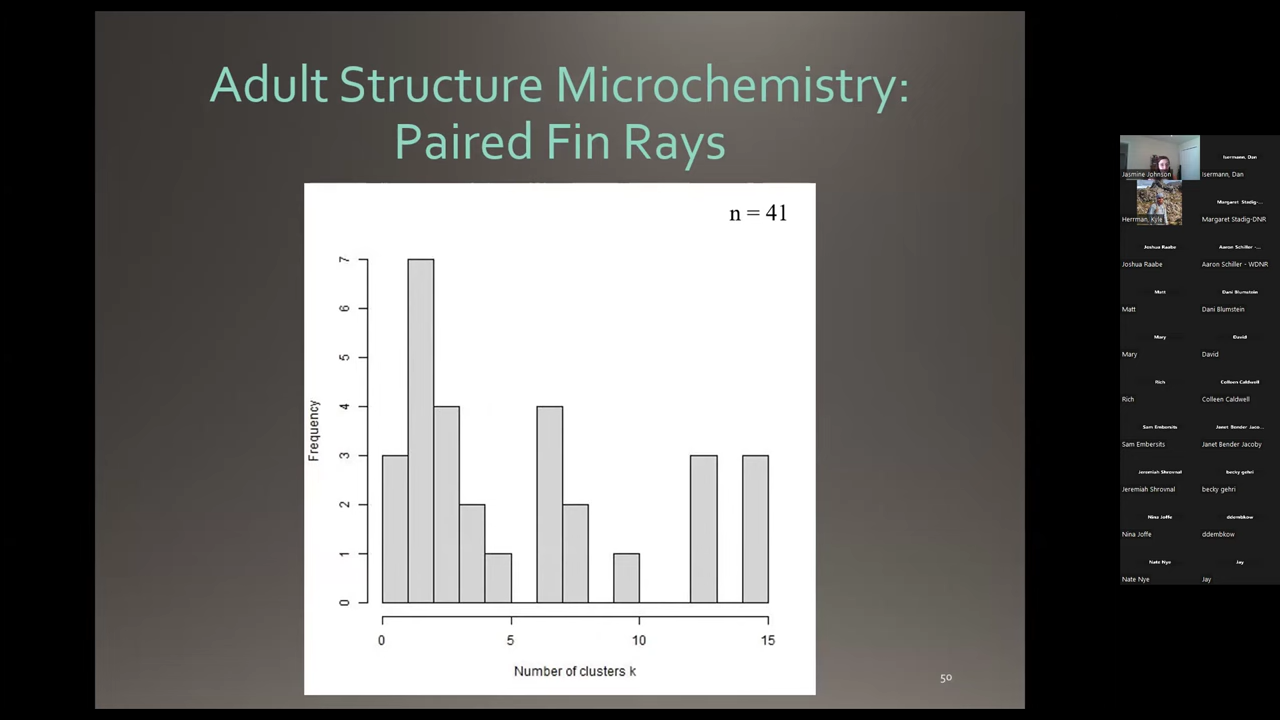 Adult Structure Microchemistry:
Paired Fin Rays
n = 41
7
6
5
4
3
2
1
0
Frequency
0 5 10 15
Number of clusters k
50
Jasmine Johnson
Isermann, Dan
Isermann, Dan
Herrman, Kyle
Margaret Stadig-...
Margaret Stadig-DNR
Joshua Raabe
Joshua Raabe
Aaron Schiller -...
Aaron Schiller - WDNR
Matt
Matt
Dani Blumstein
Dani Blumstein
Mary
Mary
David
David
Rich
Rich
Colleen Caldwell
Colleen Caldwell
Sam Embersits
Sam Embersits
Janet Bender Jaco...
Janet Bender Jacoby
Jeremiah Shrovnal
Jeremiah Shrovnal
becky gehri
becky gehri
Nina Joffe
Nina Joffe
ddembkow
ddembkow
Nate Nye
Nate Nye
Jay
Jay